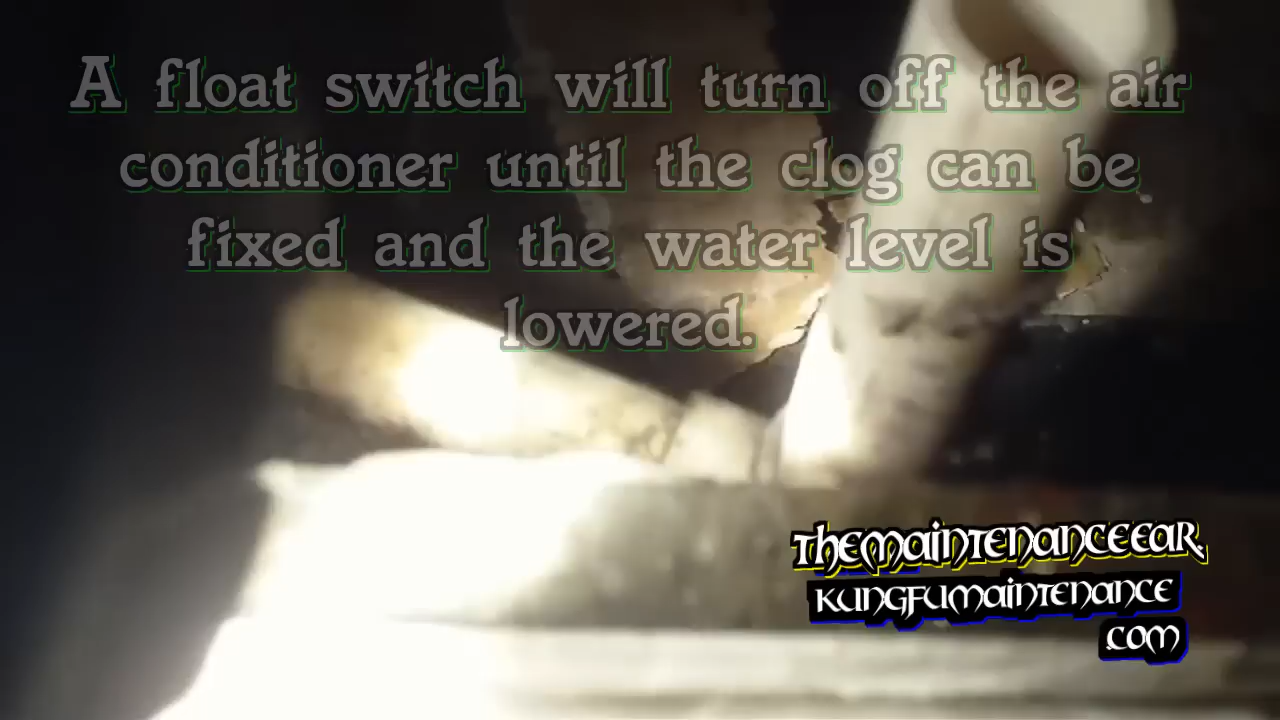 A float switch will turn off the air
conditioner until the clog can be
fixed and the water level is
lowered.
THEMAINTENANCEEAR.
KUNGFUMAINTENANCE
.COM